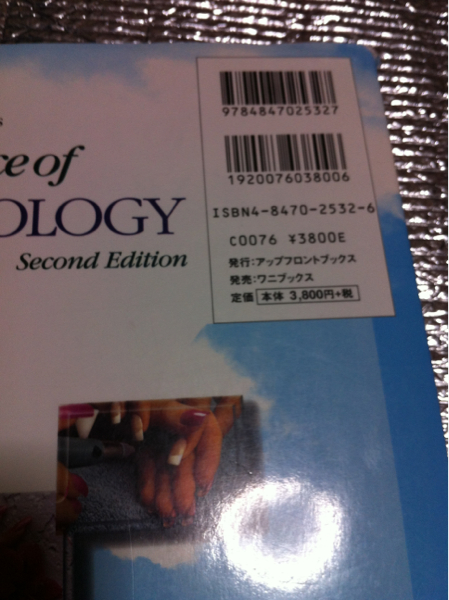 s
ce of
OLOGY
Second Edition
9784847025327
1920076038006
ISBN4-8470-2532-6
C0076 ¥3800E
発行：アップフロントブックス
発売：ワニブックス
定価 本体 3,800円+税